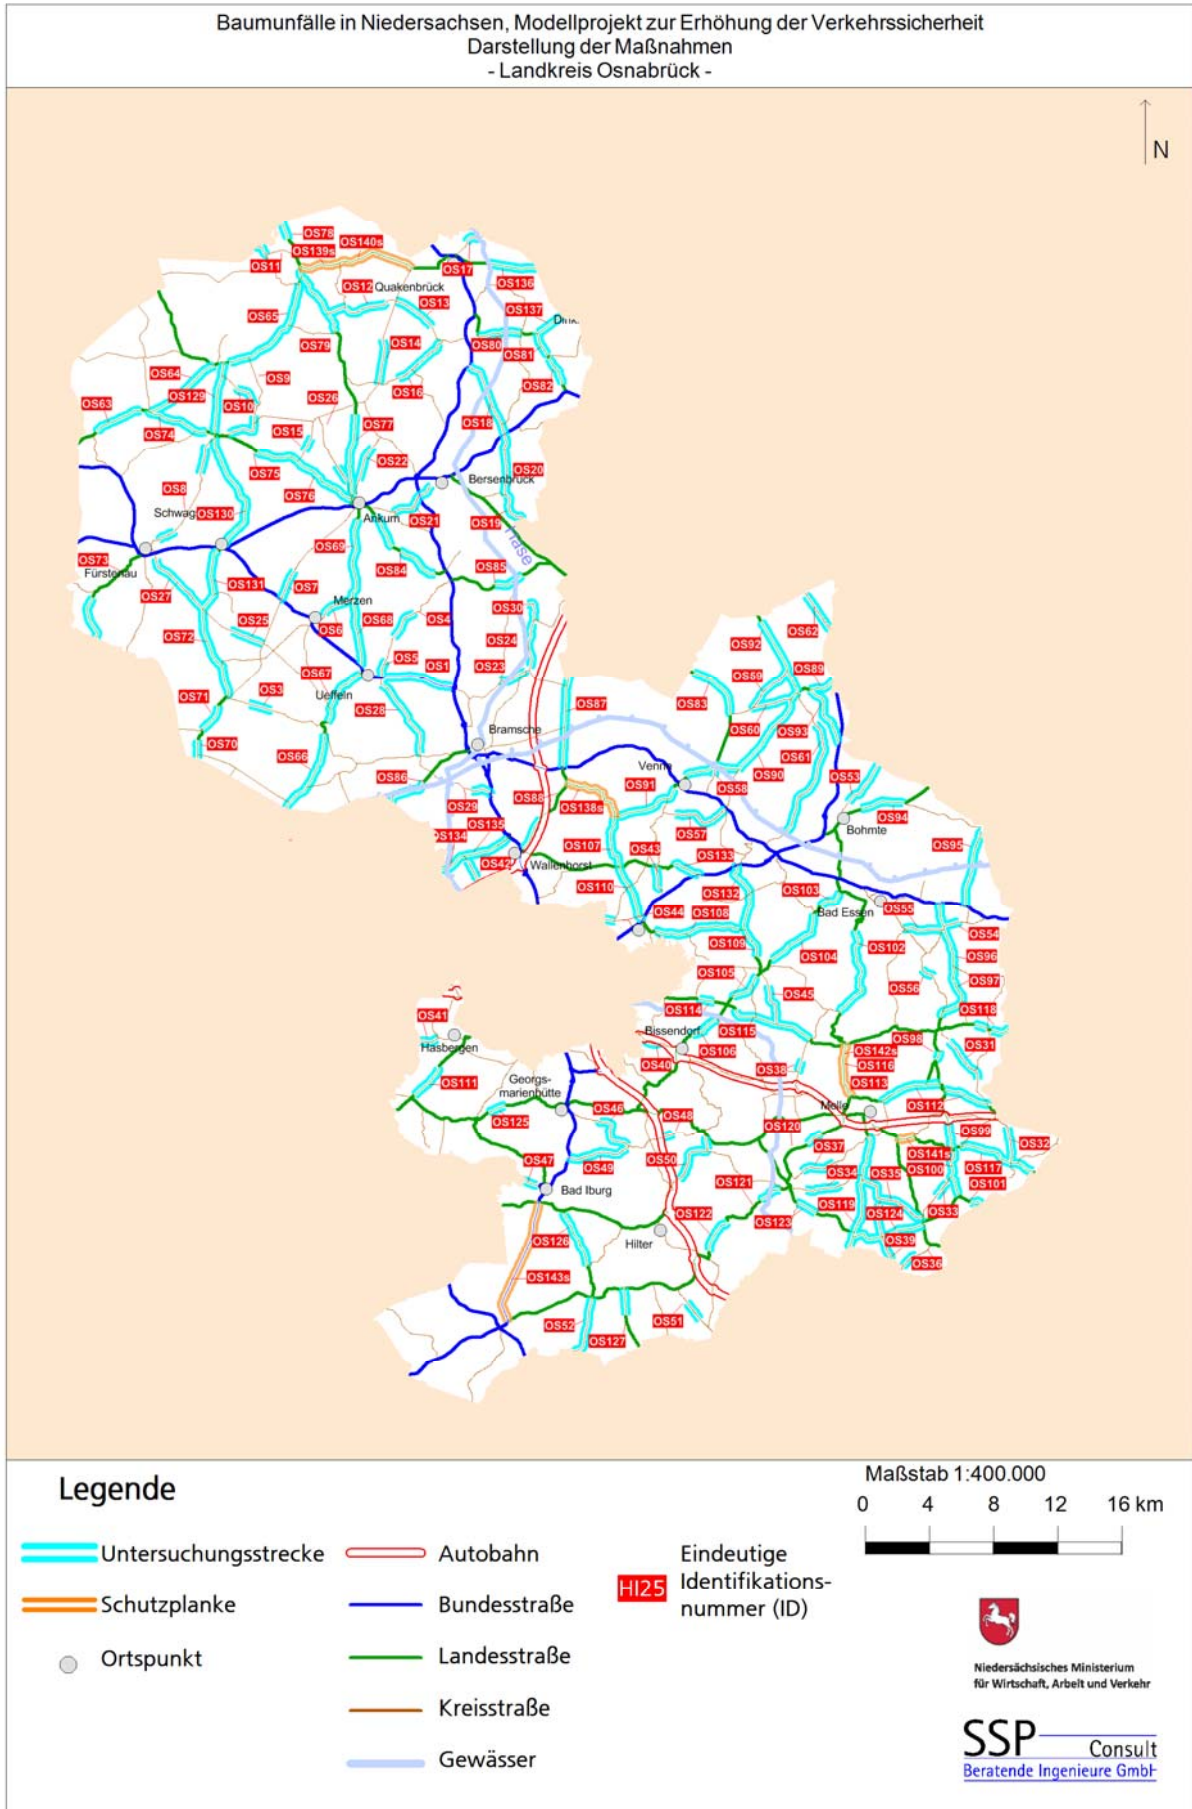 Baumunfälle in Niedersachsen, Modellprojekt zur Erhöhung der Verkehrssicherheit
Darstellung der Maßnahmen
- Landkreis Osnabrück -
N
OS78
OS139s
OS140s
OS11
OS17
OS12
Quakenbrück
OS136
OS13
OS137
OS65
OS79
OS14
OS80
OS81
OS64
OS9
OS82
OS129
OS26
OS16
OS63
OS10
OS77
OS18
OS74
OS15
OS22
OS75
OS20
OS8
OS76
Bersenbrück
Schwag
OS130
Ankum
OS21
OS19
Hase
OS73
OS69
OS84
OS85
Fürstenau
OS27
OS131
OS7
Merzen
OS30
OS25
OS6
OS68
OS4
OS62
OS72
OS24
OS92
OS67
OS5
OS1
OS23
OS59
OS89
OS71
OS3
Ueffeln
OS28
OS87
OS83
OS70
Bramsche
OS60
OS93
OS66
OS61
OS86
Venne
OS90
OS53
OS91
OS58
OS29
OS88
OS138s
OS94
OS135
OS57
Bohmte
OS134
OS107
OS43
OS133
OS95
OS42
Wallenhorst
OS110
OS132
OS103
OS44
OS108
Bad Essen
OS55
OS109
OS102
OS54
OS104
OS96
OS105
OS56
OS97
OS45
OS114
OS118
OS41
Bissendorf
OS115
OS98
OS31
Hasbergen
OS106
OS142s
OS40
OS38
OS116
OS111
Georgs-
marienhütte
OS113
OS46
OS48
Melle
OS112
OS125
OS120
OS99
OS37
OS32
OS47
OS49
OS50
OS34
OS35
OS141s
OS100
OS117
OS121
OS101
Bad Iburg
OS119
OS122
OS123
OS124
OS33
OS126
Hilter
OS39
OS36
OS143s
OS52
OS51
OS127
Legende
Untersuchungsstrecke
Schutzplanke
Ortspunkt
Autobahn
Bundesstraße
Landesstraße
Kreisstraße
Gewässer
HI25
Eindeutige
Identifikations-
nummer (ID)
Maßstab 1:400.000
0 4 8 12 16 km
Niedersächsisches Ministerium
für Wirtschaft, Arbeit und Verkehr
SSP
Consult
Beratende Ingenieure GmbH